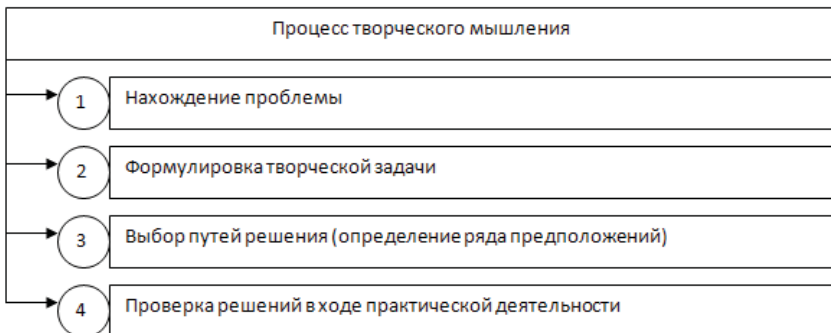 Процесс творческого мышления
1 Нахождение проблемы
2 Формулировка творческой задачи
3 Выбор путей решения (определение ряда предположений)
4 Проверка решений в ходе практической деятельности